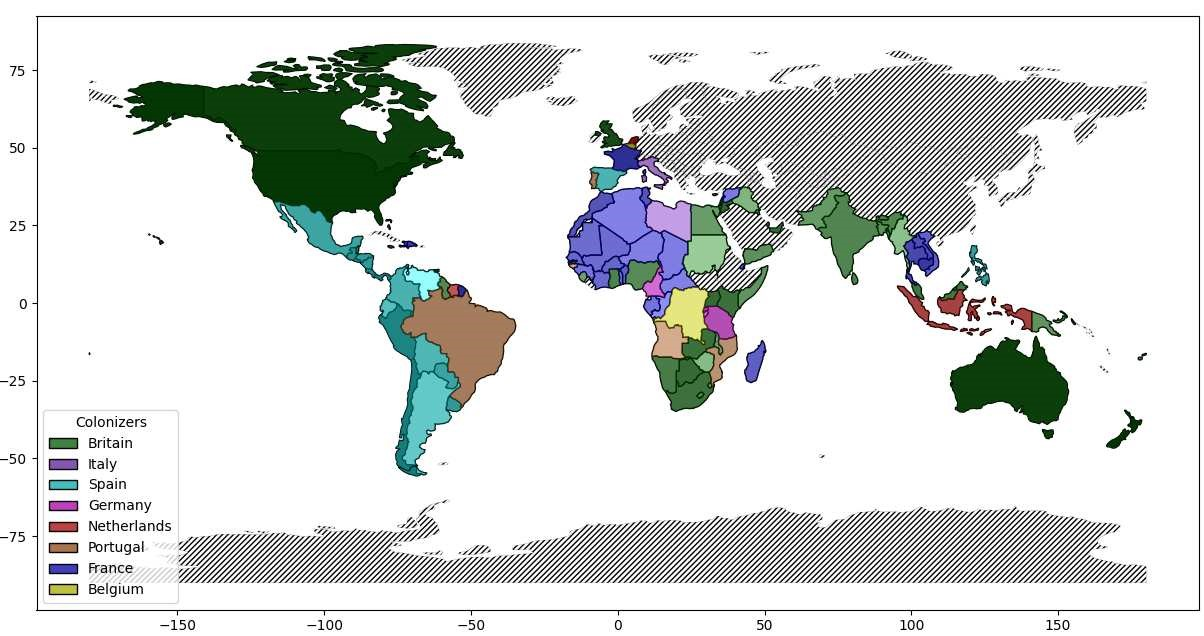 75
50
25
0
−25
−50
−75
Colonizers
Britain
Italy
Spain
Germany
Netherlands
Portugal
France
Belgium
−150 −100 −50 0 50 100 150